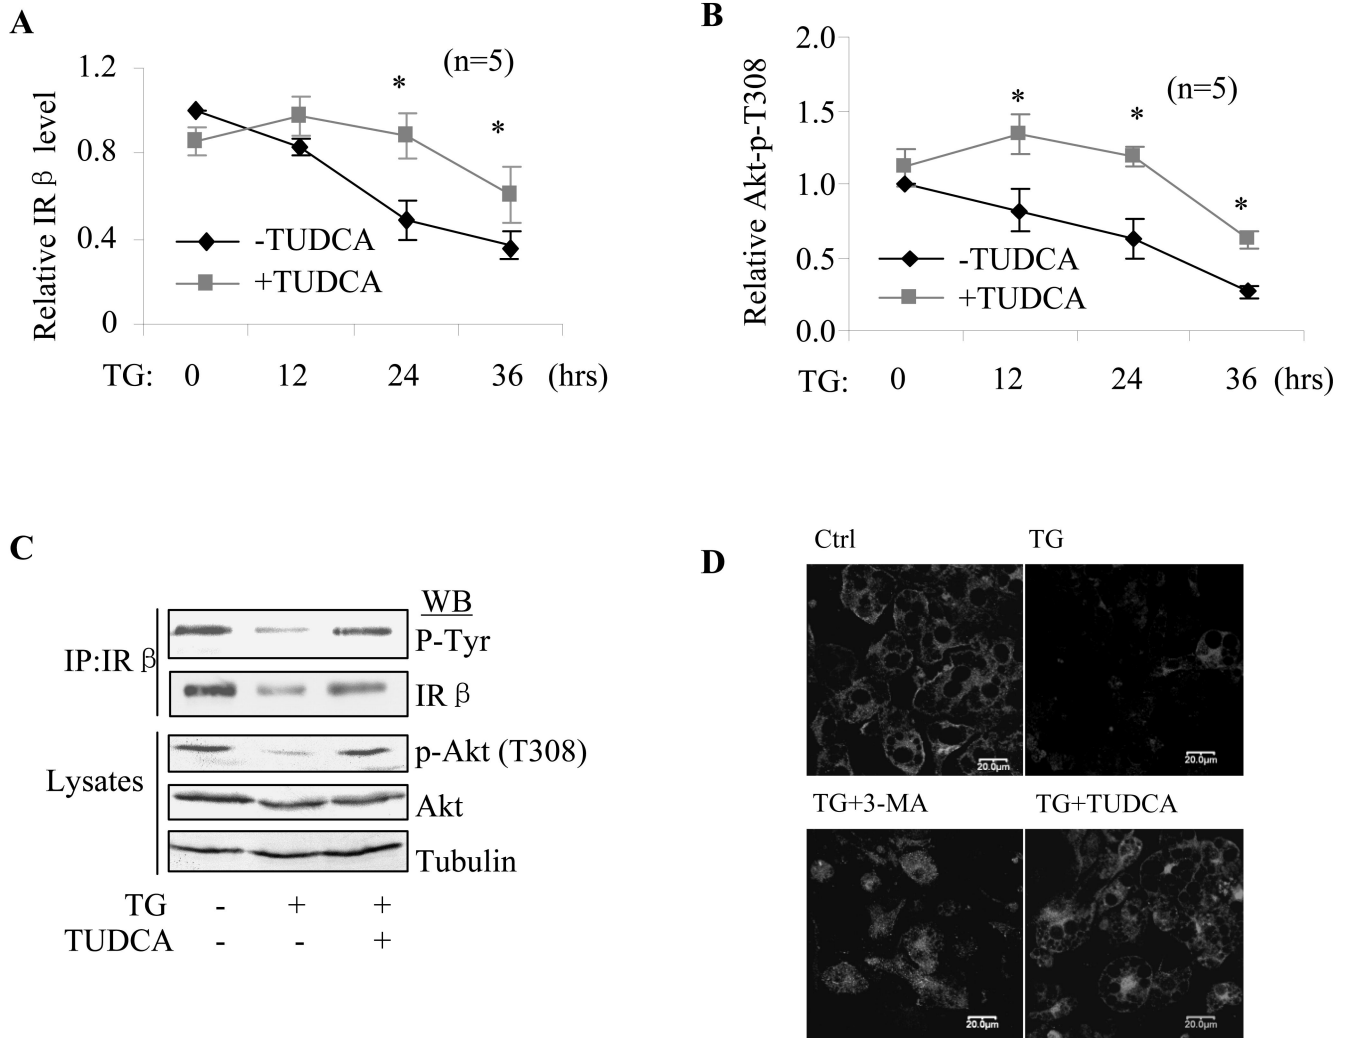 A
(n=5)
1.2
0.8
0.4
0
Relative IR β level
*
*
-TUDCA
+TUDCA
TG: 0 12 24 36 (hrs)
B
(n=5)
2.0
1.5
1.0
0.5
0.0
Relative Akt-p-T308
*
*
*
-TUDCA
+TUDCA
TG: 0 12 24 36 (hrs)
C
WB
IP:IR β
P-Tyr
IR β
Lysates
p-Akt (T308)
Akt
Tubulin
TG - + +
TUDCA - - +
D
Ctrl TG
20.0µm 20.0µm
TG+3-MA TG+TUDCA
20.0µm 20.0µm